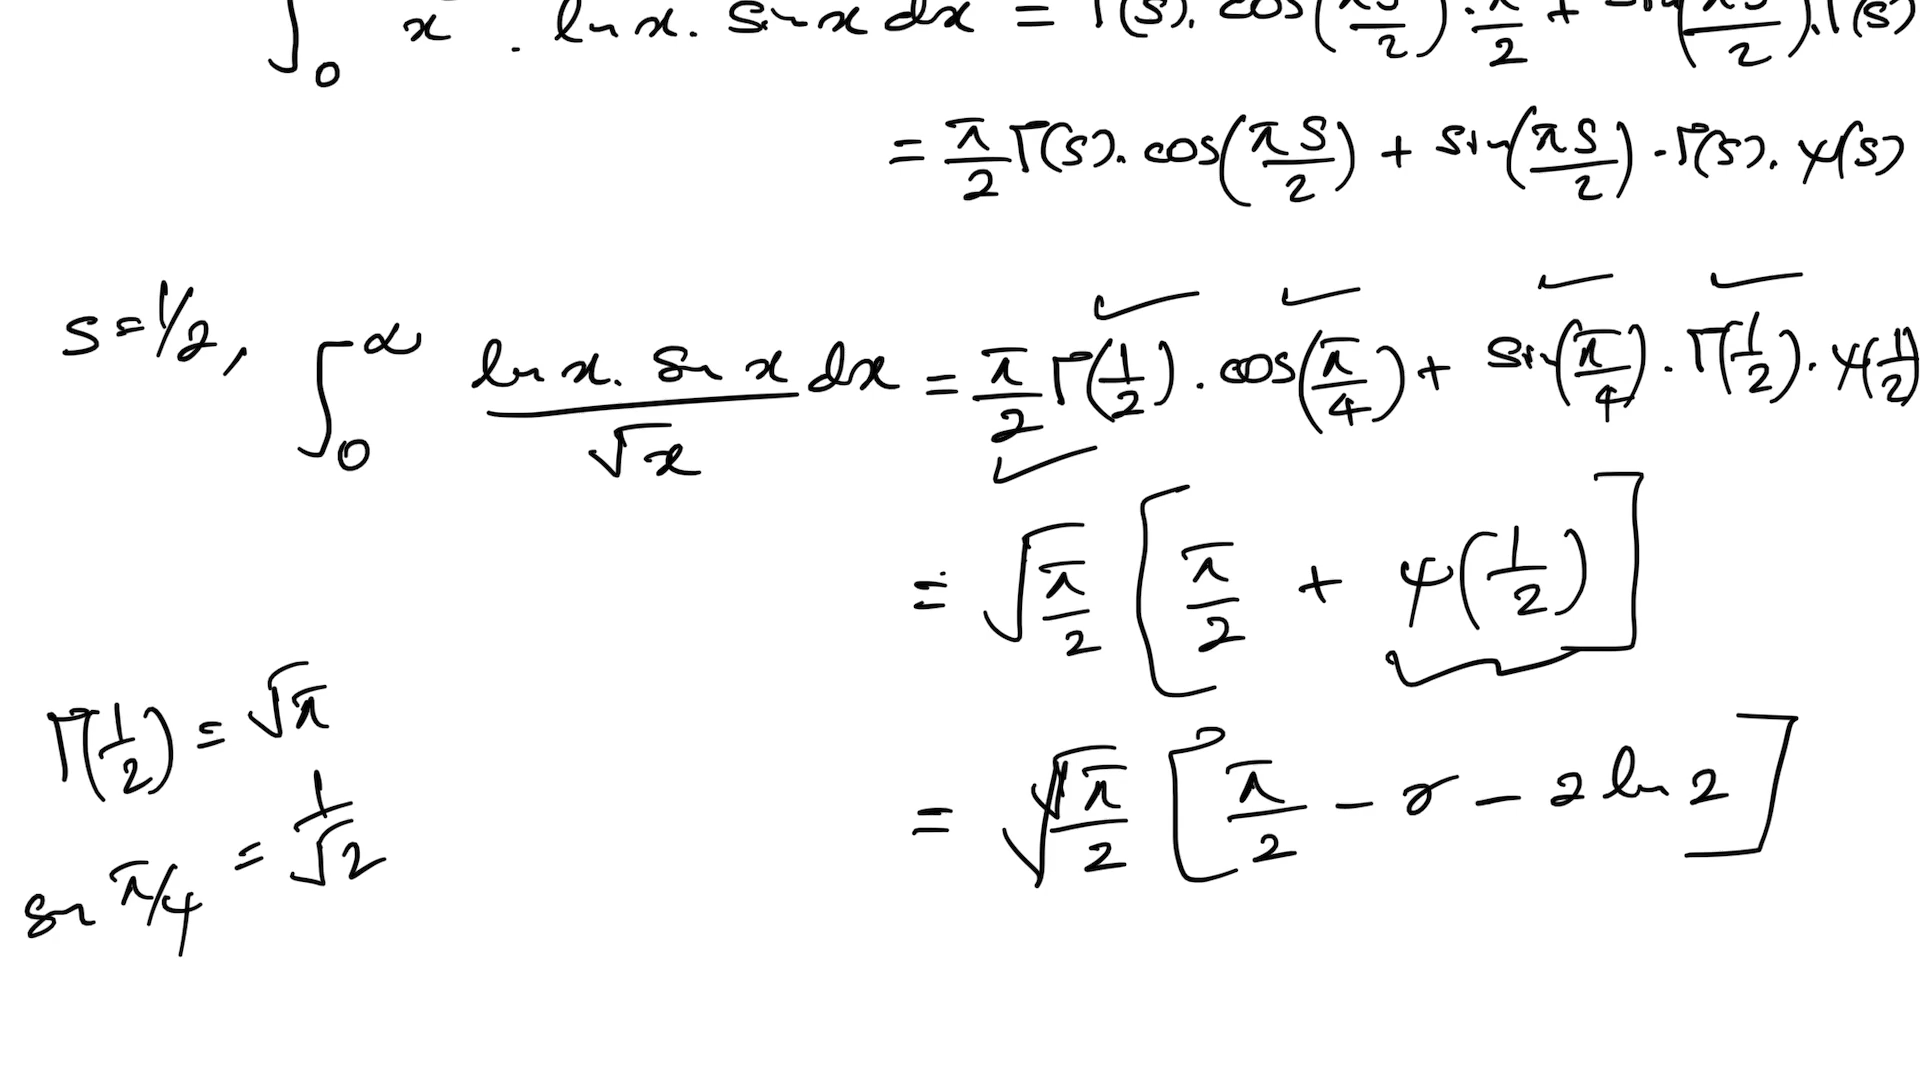 ∫₀ x . ln x. sin x dx = Γ(s). cos(πs/2). π/2 + sin(πs/2). Γ(s)
= π/2 Γ(s). cos(πs/2) + sin(πs/2) . Γ(s). ψ(s)
s = 1/2, ∫₀^∞ (ln x. sin x)/√x dx = π/2 Γ(1/2) . cos(π/4) + sin(π/4) . Γ(1/2). ψ(1/2)
= √(π/2) [π/2 + ψ(1/2)]
Γ(1/2) = √π
= √(π/2) [π/2 − γ − 2 ln 2]
sin π/4 = 1/√2